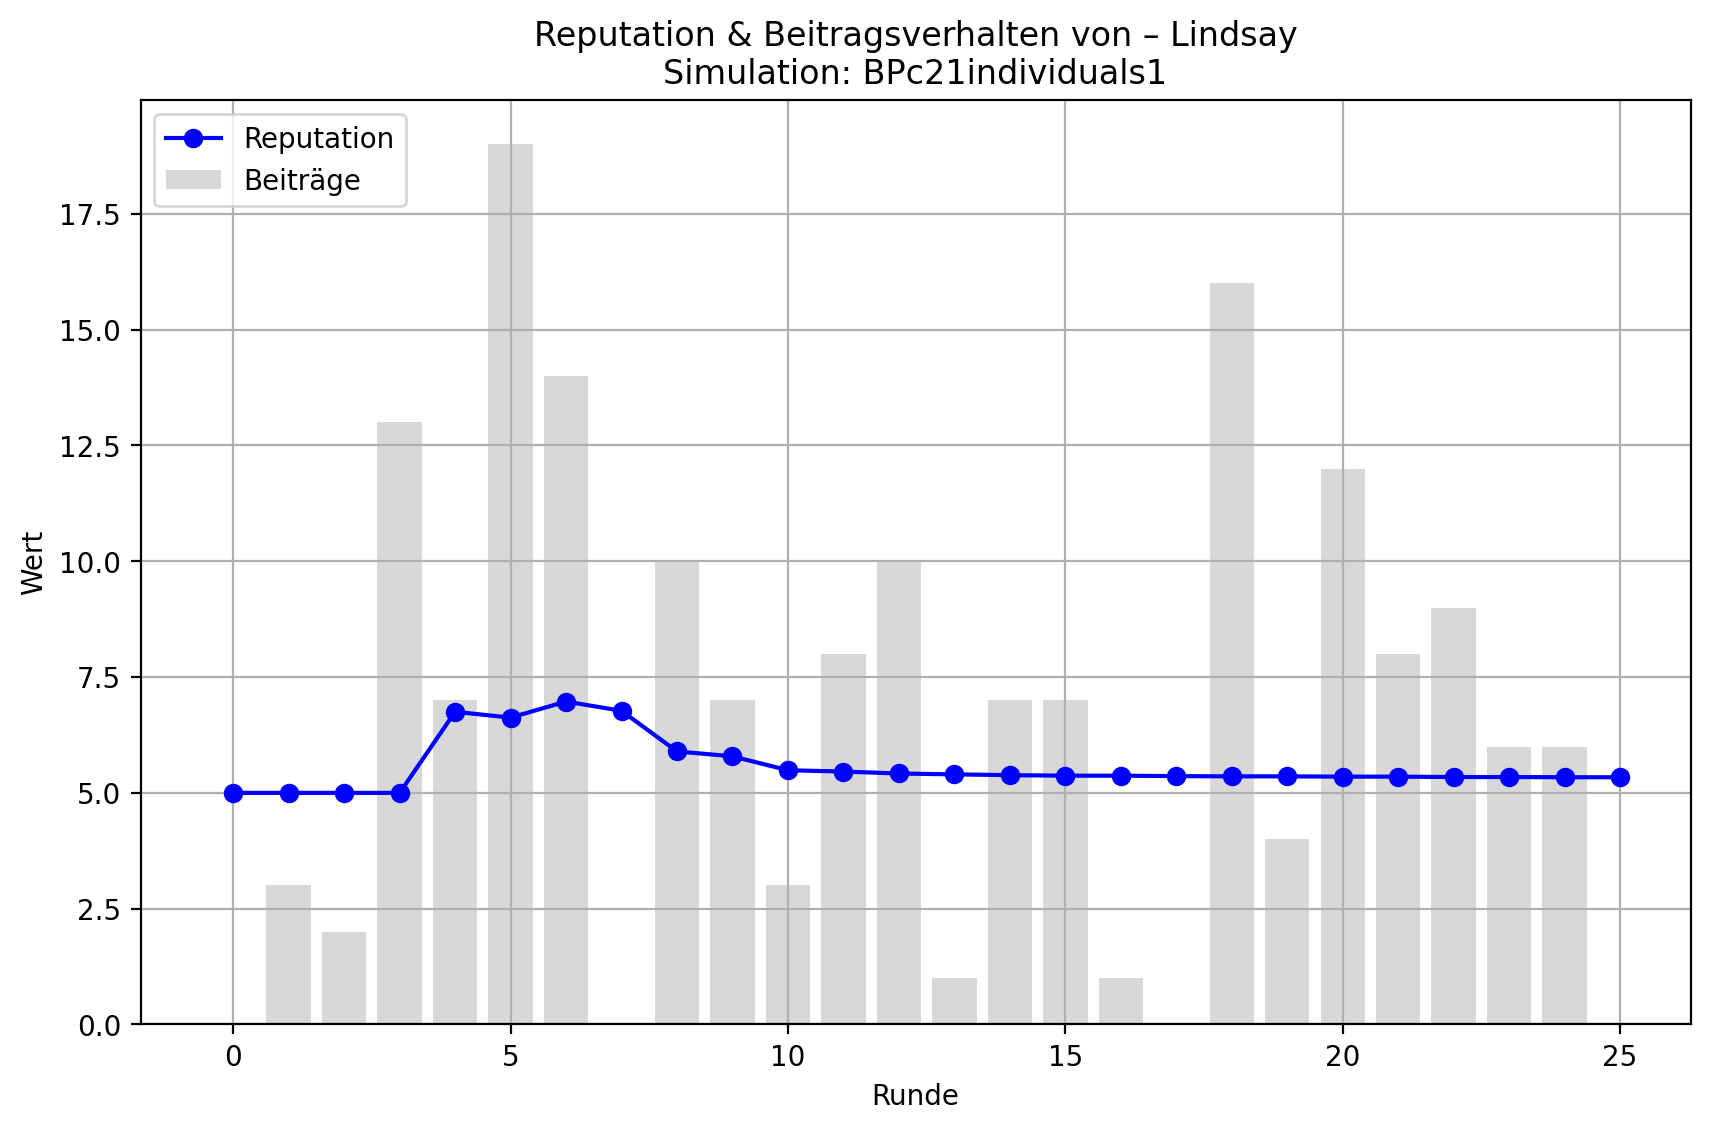 Reputation & Beitragsverhalten von – Lindsay
Simulation: BPc21individuals1
Reputation
Beiträge
17.5
15.0
12.5
10.0
7.5
5.0
2.5
0.0
Wert
0 5 10 15 20 25
Runde